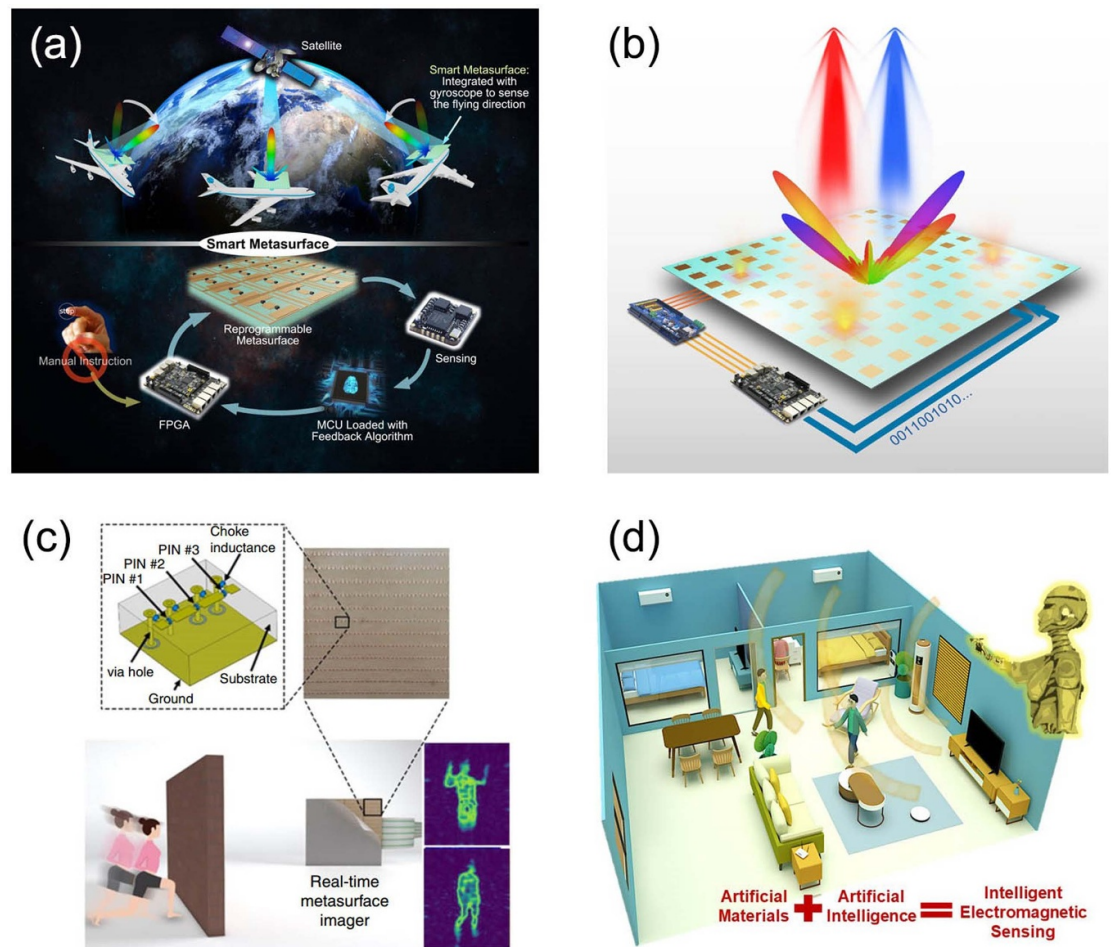 (a)
Satellite
Smart Metasurface:
Integrated with
gyroscope to sense
the flying direction
Smart Metasurface
stop
Manual Instruction
Reprogrammable
Metasurface
Sensing
FPGA
MCU Loaded with
Feedback Algorithm
(b)
0011001010...
(c)
Choke
inductance
PIN #3
PIN #2
PIN #1
via hole
Ground
Substrate
Real-time
metasurface
imager
(d)
Artificial
Materials
+
Artificial
Intelligence
=
Intelligent
Electromagnetic
Sensing